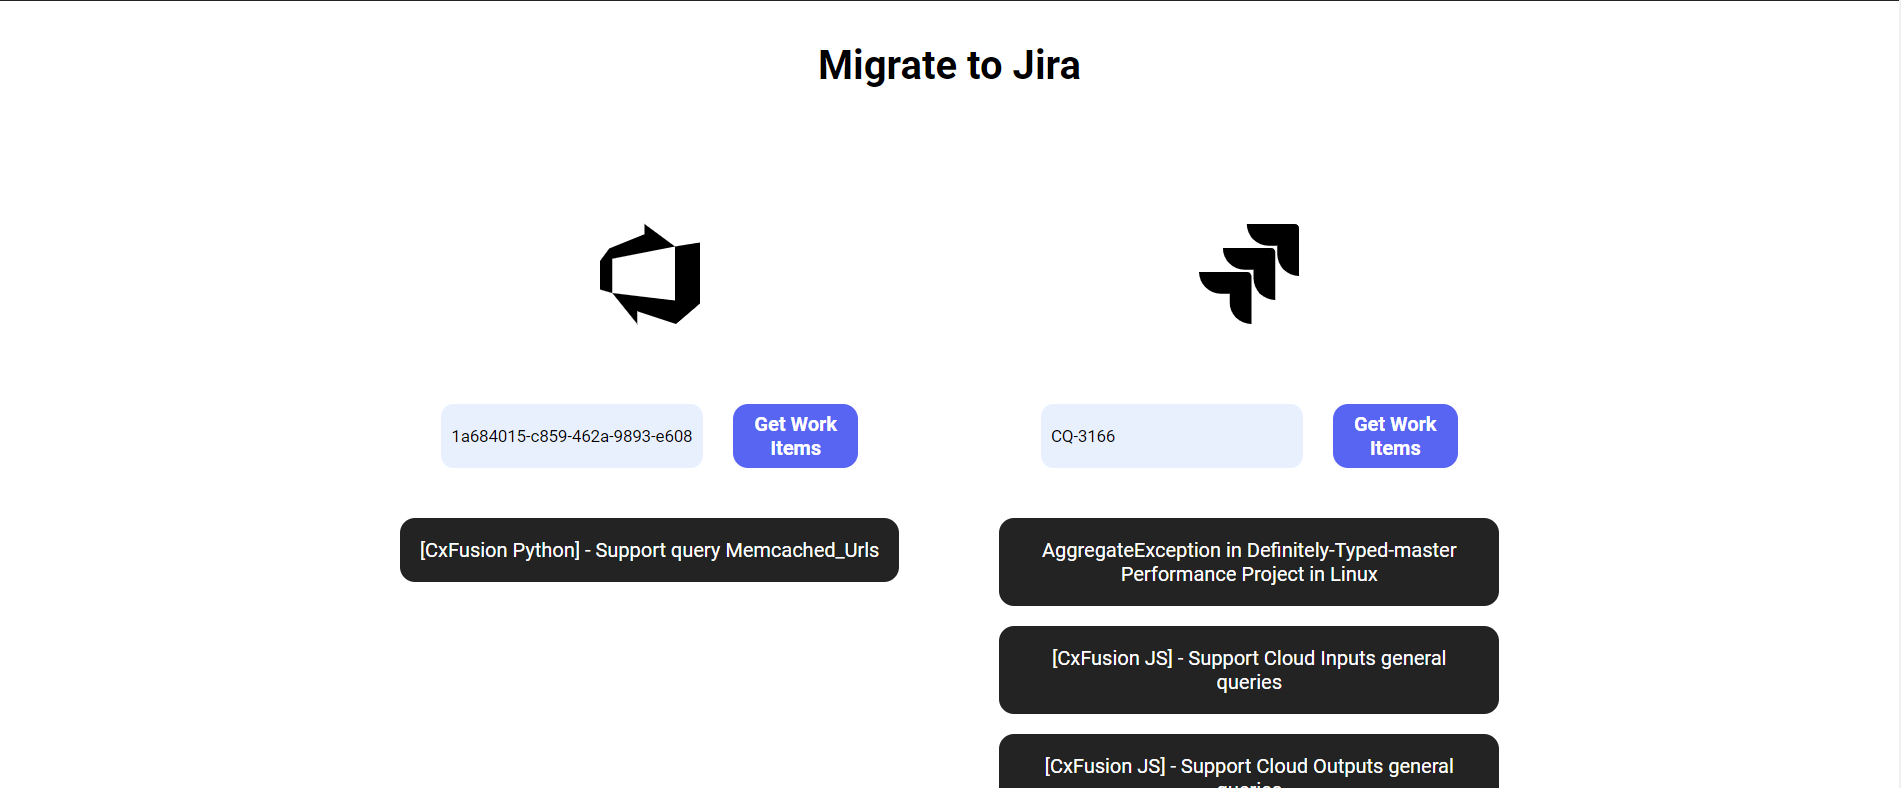 Migrate to Jira
1a684015-c859-462a-9893-e608
Get Work
Items
CQ-3166
Get Work
Items
[CxFusion Python] - Support query Memcached_Urls
AggregateException in Definitely-Typed-master
Performance Project in Linux
[CxFusion JS] - Support Cloud Inputs general
queries
[CxFusion JS] - Support Cloud Outputs general
queries